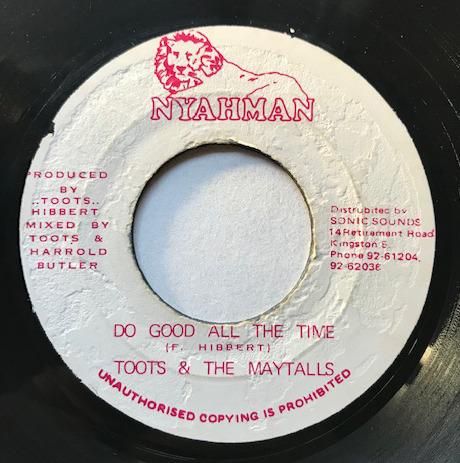 NYAHMAN
PRODUCED
BY
..TOOTS..
HIBBERT
MIXED BY
TOOTS &
HARROLD
BUTLER
Distrubited by
SONIC SOUNDS
14 Retirement Road
Kingston 5.
Phone 92-61204,
92-62036
DO GOOD ALL THE TIME
(F. HIBBERT)
TOOTS & THE MAYTALLS
UNAUTHORISED COPYING IS PROHIBITED